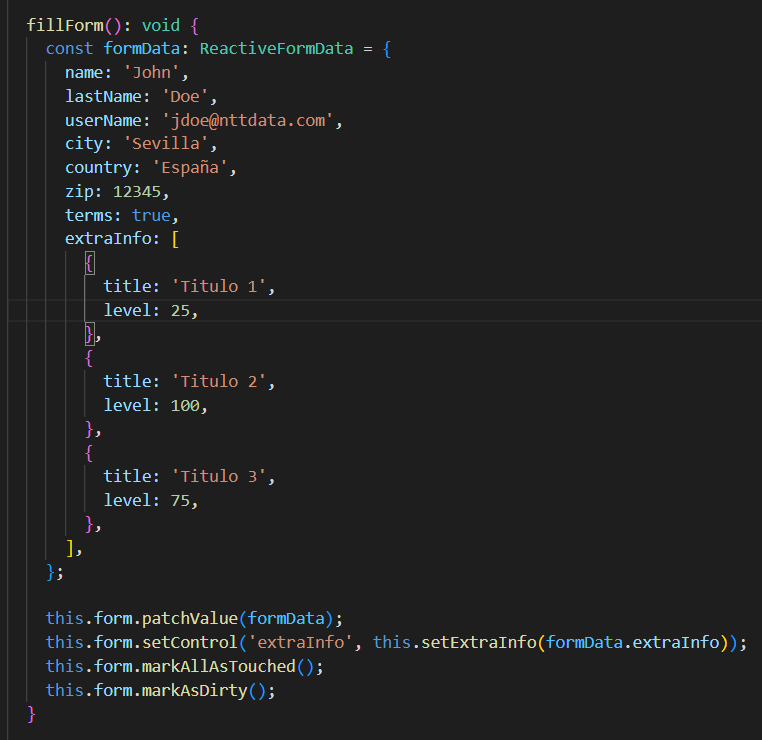 fillForm(): void {
const formData: ReactiveFormData = {
name: 'John',
lastName: 'Doe',
userName: 'jdoe@nttdata.com',
city: 'Sevilla',
country: 'España',
zip: 12345,
terms: true,
extraInfo: [
{
title: 'Titulo 1',
level: 25,
},
{
title: 'Titulo 2',
level: 100,
},
{
title: 'Titulo 3',
level: 75,
},
],
};
this.form.patchValue(formData);
this.form.setControl('extraInfo', this.setExtraInfo(formData.extraInfo));
this.form.markAllAsTouched();
this.form.markAsDirty();
}